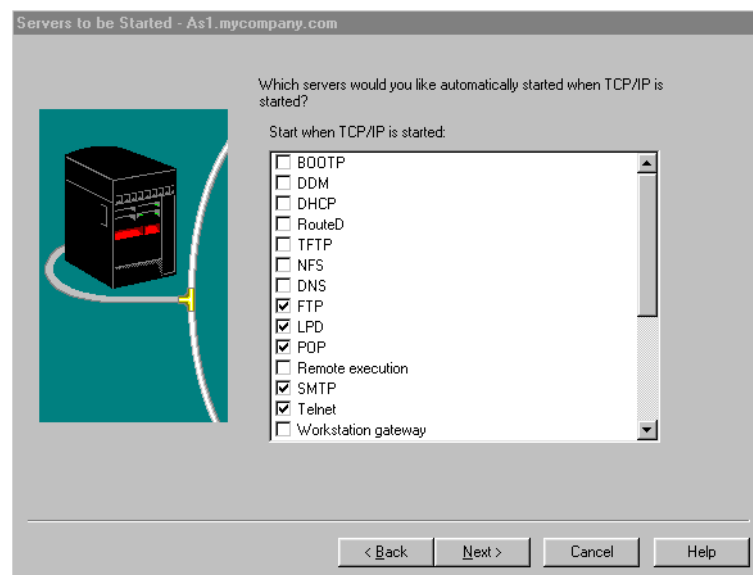 Servers to be Started - As1.mycompany.com
Which servers would you like automatically started when TCP/IP is
started?
Start when TCP/IP is started:
BOOTP
DDM
DHCP
RouteD
TFTP
NFS
DNS
FTP
LPD
POP
Remote execution
SMTP
Telnet
Workstation gateway
< Back Next > Cancel Help